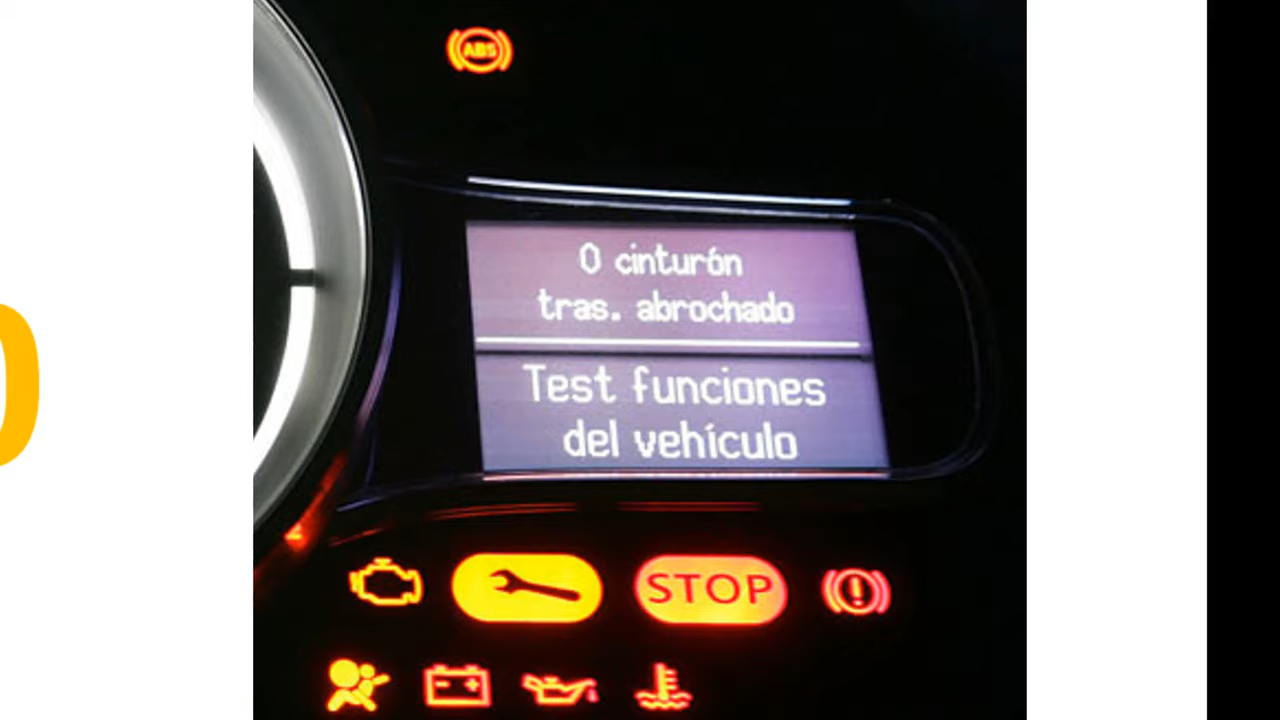 ABS
0 cinturón
tras. abrochado
Test funciones
del vehículo
STOP